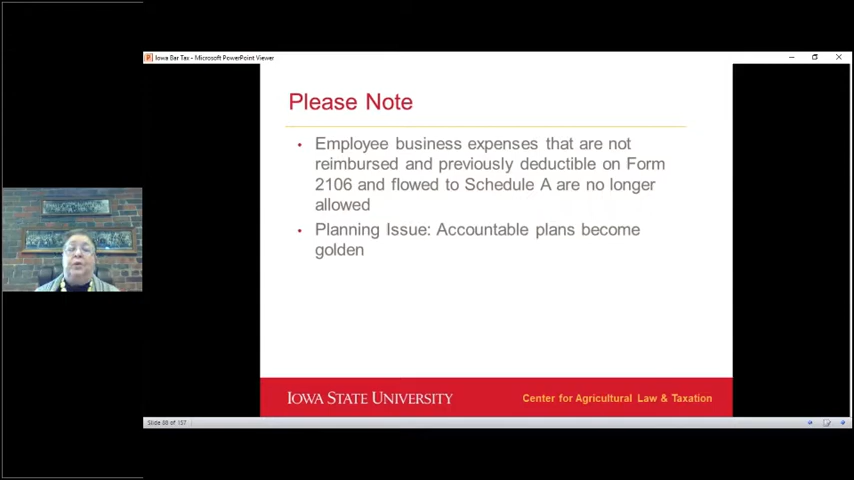 Iowa Bar Tax - Microsoft PowerPoint Viewer
Please Note
• Employee business expenses that are not
reimbursed and previously deductible on Form
2106 and flowed to Schedule A are no longer
allowed
• Planning Issue: Accountable plans become
golden
IOWA STATE UNIVERSITY
Center for Agricultural Law & Taxation
Slide 88 of 157